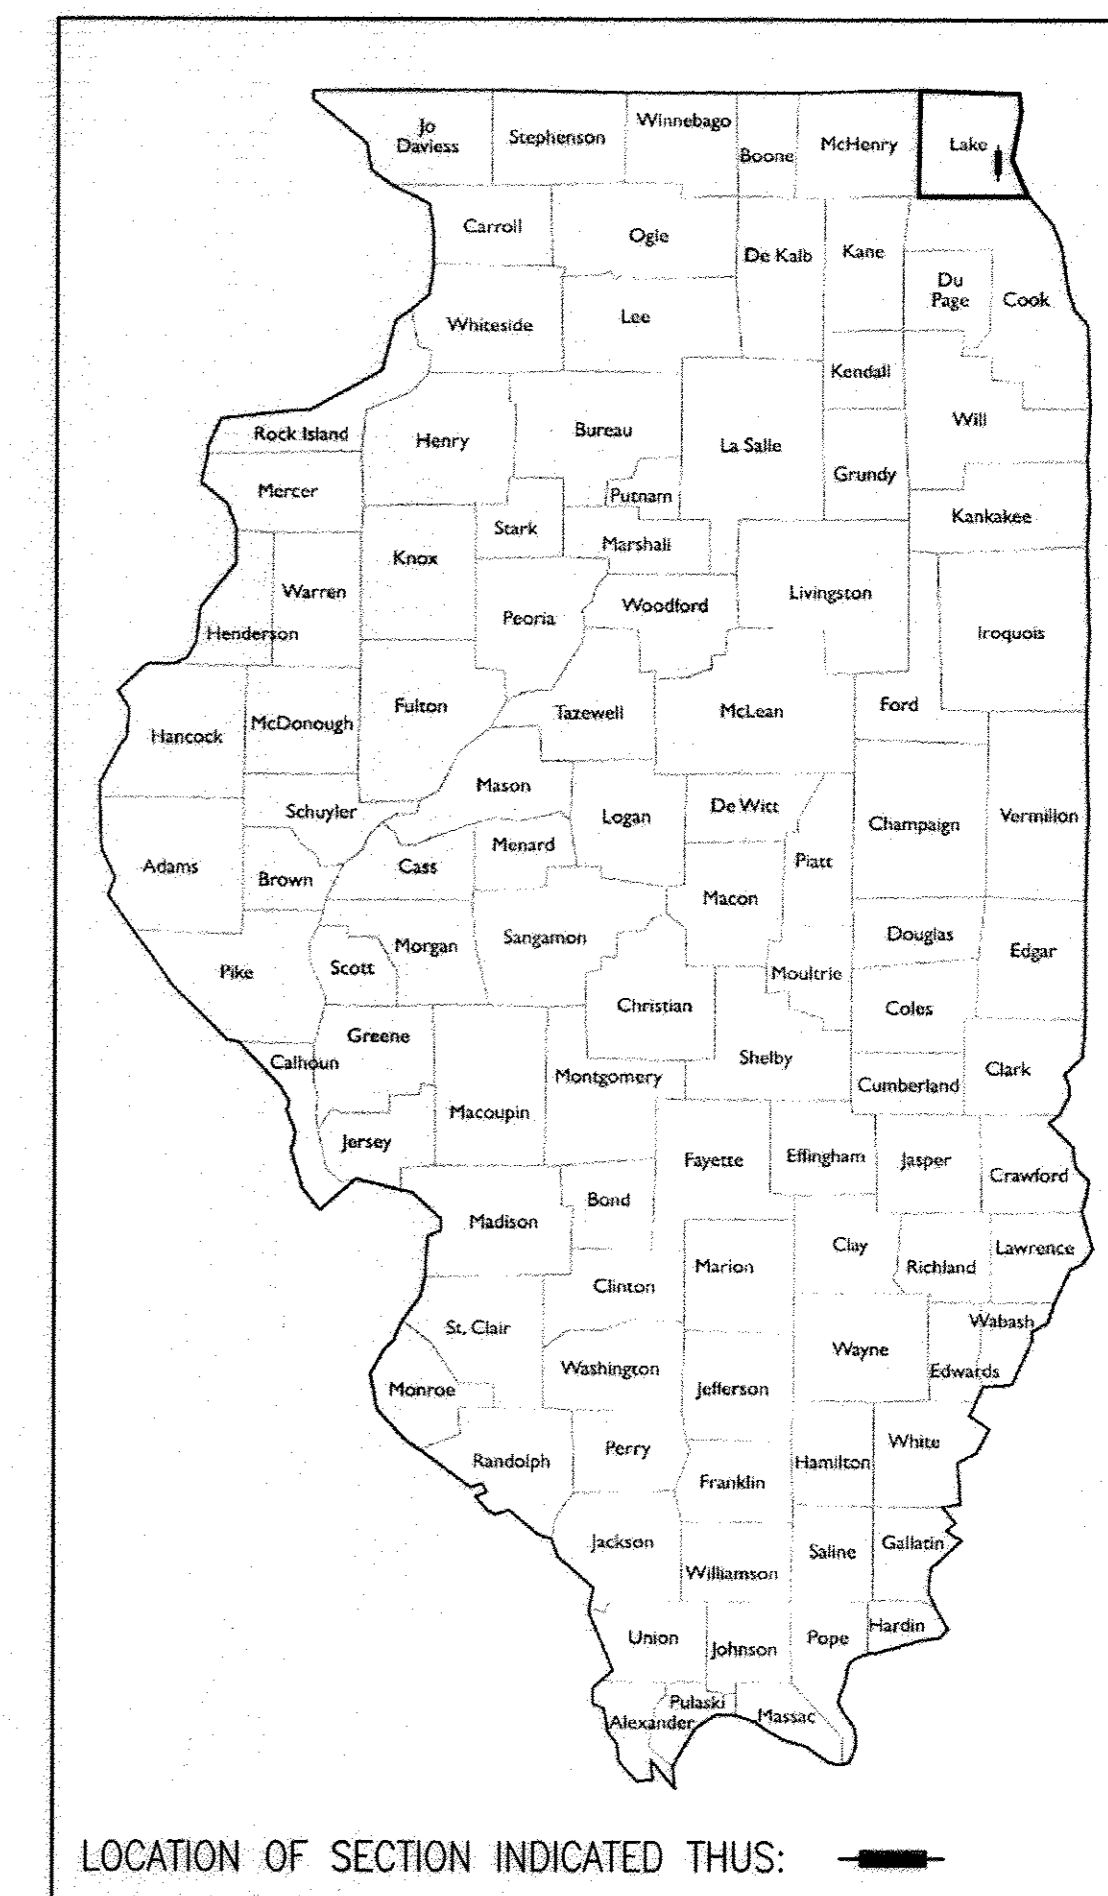 Jo
Daviess
Stephenson
Winnebago
Boone
McHenry
Lake
Carroll
Ogle
De Kalb
Kane
Du
Page
Cook
Whiteside
Lee
Kendall
Rock Island
Henry
Bureau
La Salle
Will
Grundy
Mercer
Putnam
Kankakee
Stark
Marshall
Knox
Warren
Peoria
Woodford
Livingston
Henderson
Iroquois
Hancock
McDonough
Fulton
Tazewell
McLean
Ford
Mason
Schuyler
Logan
De Witt
Champaign
Vermilion
Adams
Brown
Cass
Menard
Piatt
Macon
Pike
Scott
Morgan
Sangamon
Douglas
Edgar
Moultrie
Christian
Coles
Greene
Calhoun
Shelby
Montgomery
Cumberland
Clark
Macoupin
Jersey
Fayette
Effingham
Jasper
Crawford
Bond
Madison
Clay
Lawrence
Marion
Richland
Clinton
St. Clair
Wabash
Wayne
Washington
Edwards
Monroe
Jefferson
White
Perry
Randolph
Hamilton
Franklin
Jackson
Saline
Gallatin
Williamson
Hardin
Union
Pope
Johnson
Pulaski
Massac
Alexander
LOCATION OF SECTION INDICATED THUS: